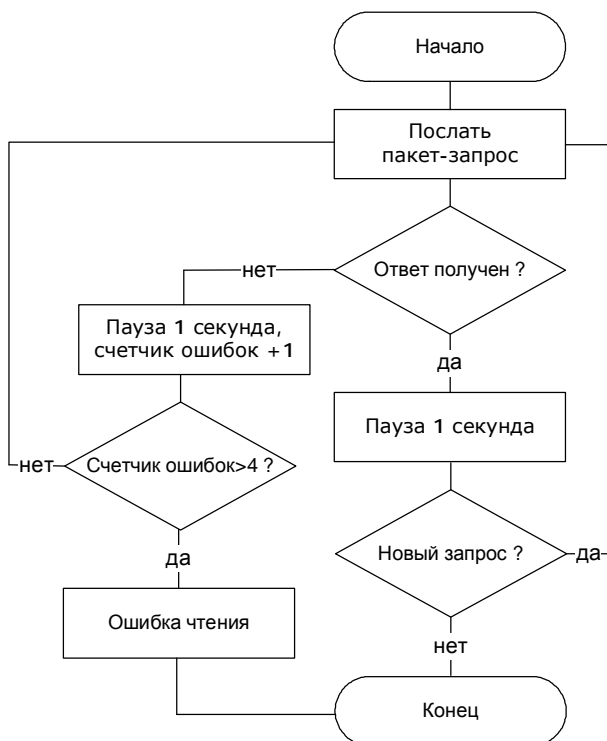 Начало
Послать
пакет-запрос
Ответ получен ?
нет
Пауза 1 секунда,
счетчик ошибок +1
да
Пауза 1 секунда
нет
Счетчик ошибок>4 ?
Новый запрос ?
да
да
Ошибка чтения
нет
Конец